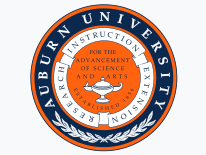 AUBURN UNIVERSITY
RESEARCH INSTRUCTION EXTENSION
FOR THE
ADVANCEMENT
OF SCIENCE
AND ARTS
ESTABLISHED 1856